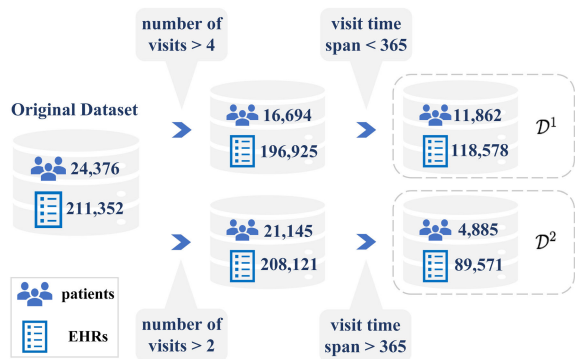 number of
visits > 4
visit time
span < 365
Original Dataset
24,376
211,352
16,694
196,925
11,862
118,578
𝒟¹
21,145
208,121
4,885
89,571
𝒟²
patients
EHRs
number of
visits > 2
visit time
span > 365